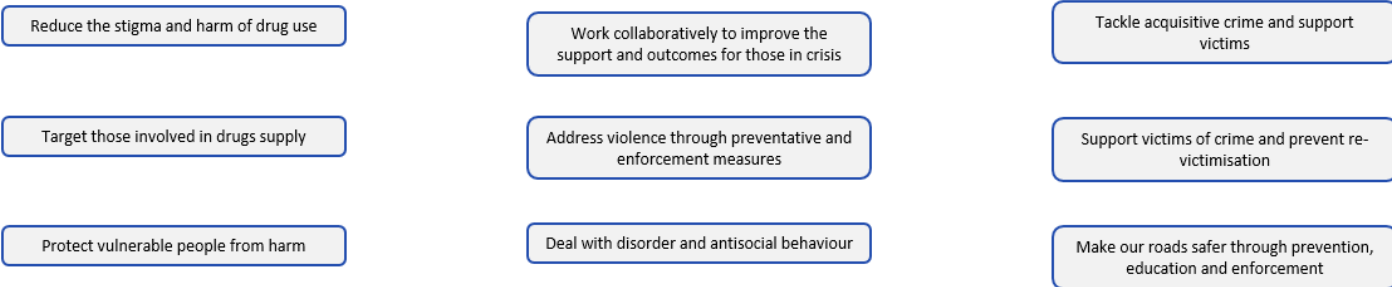 Reduce the stigma and harm of drug use
Target those involved in drugs supply
Protect vulnerable people from harm
Work collaboratively to improve the
support and outcomes for those in crisis
Address violence through preventative and
enforcement measures
Deal with disorder and antisocial behaviour
Tackle acquisitive crime and support
victims
Support victims of crime and prevent re-
victimisation
Make our roads safer through prevention,
education and enforcement